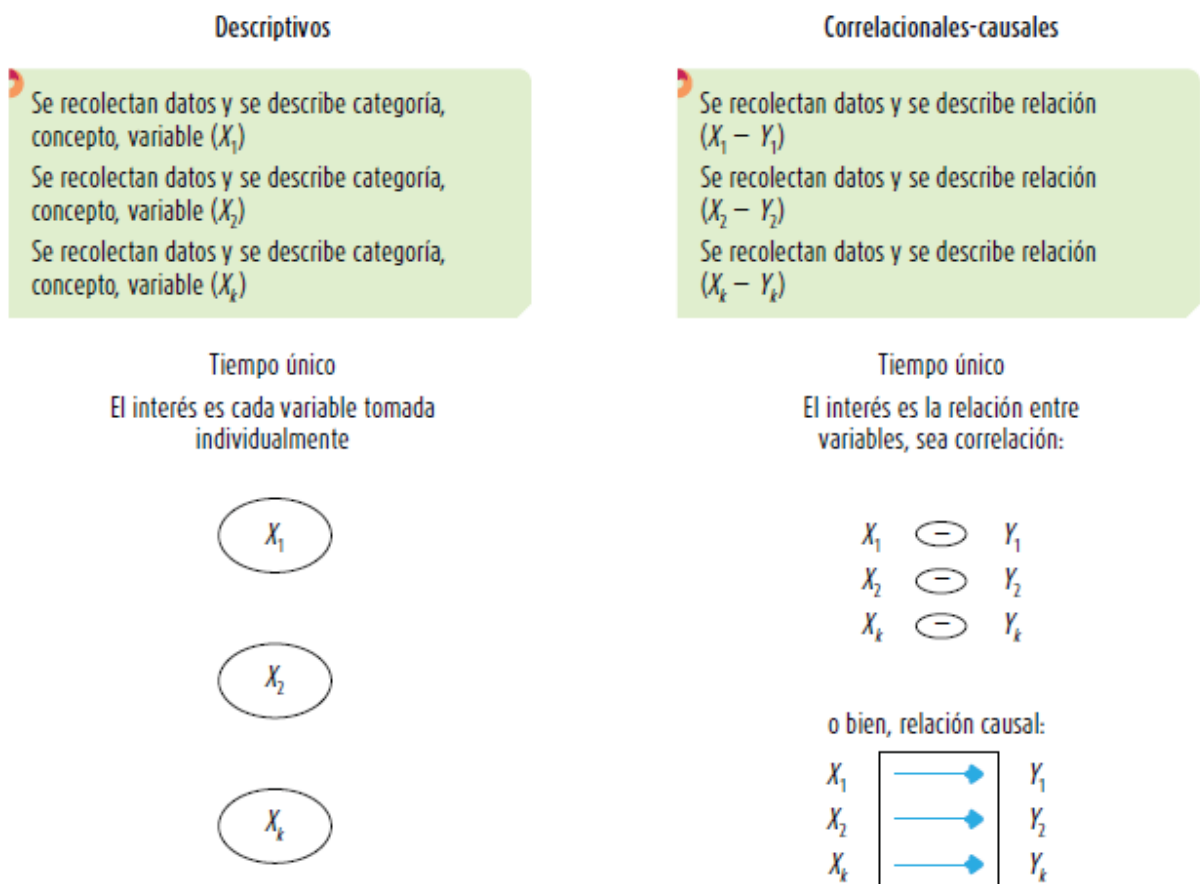 Descriptivos
Se recolectan datos y se describe categoría,
concepto, variable (X₁)
Se recolectan datos y se describe categoría,
concepto, variable (X₂)
Se recolectan datos y se describe categoría,
concepto, variable (Xₖ)
Tiempo único
El interés es cada variable tomada
individualmente
X₁
X₂
Xₖ
Correlacionales-causales
Se recolectan datos y se describe relación
(X₁ – Y₁)
Se recolectan datos y se describe relación
(X₂ – Y₂)
Se recolectan datos y se describe relación
(Xₖ – Yₖ)
Tiempo único
El interés es la relación entre
variables, sea correlación:
X₁ – Y₁
X₂ – Y₂
Xₖ – Yₖ
o bien, relación causal:
X₁ Y₁
X₂ Y₂
Xₖ Yₖ